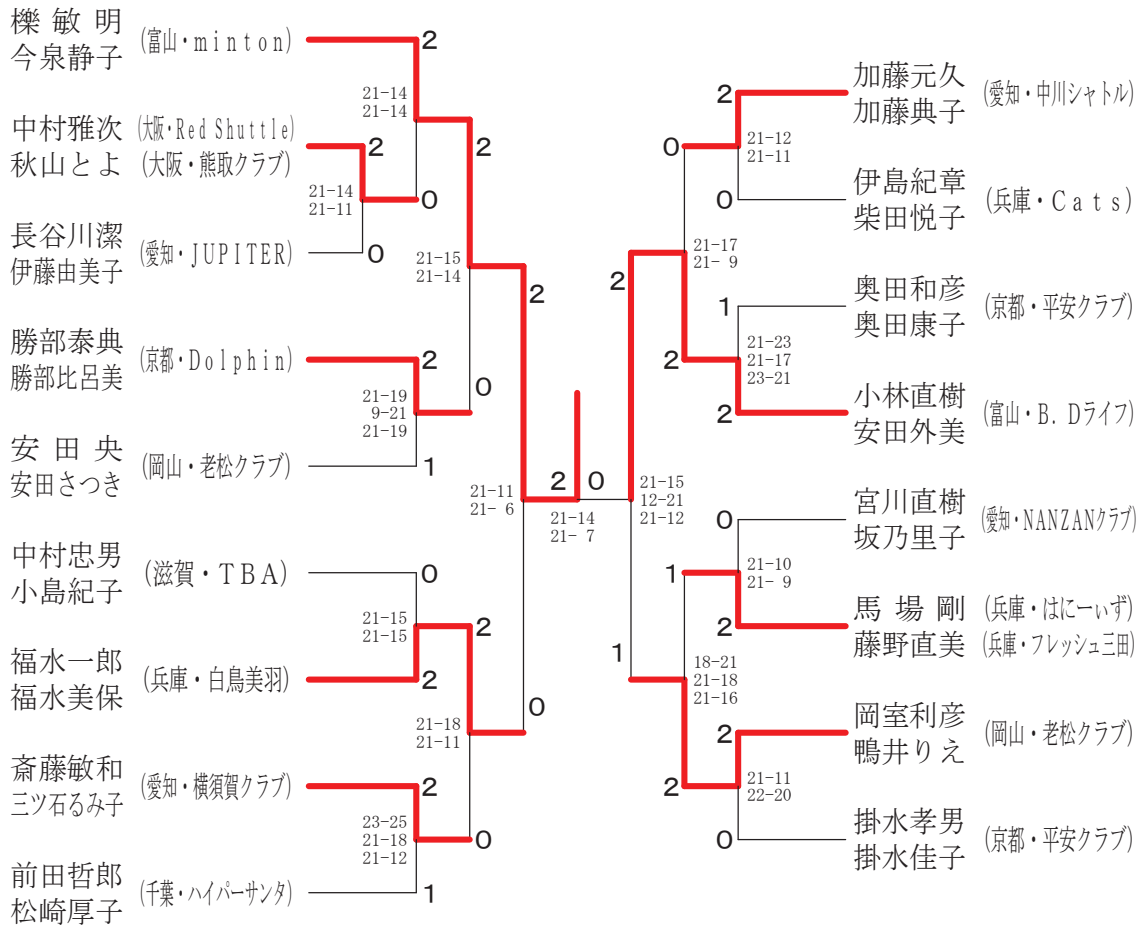 櫟 敏 明
今泉静子
(富山・minton)
2
21-14
21-14
中村雅次
秋山とよ
(大阪・Red Shuttle)
(大阪・熊取クラブ)
2
2
21-14
21-11
0
長谷川潔
伊藤由美子
(愛知・JUPITER)
0
21-15
21-14
2
勝部泰典
勝部比呂美
(京都・Dolphin)
2
0
21-19
9-21
21-19
安 田 央
安田さつき
(岡山・老松クラブ)
1
21-11
21- 6
2
0
21-14
21- 7
中村忠男
小島紀子
(滋賀・TBA)
0
21-15
21-15
2
福水一郎
福水美保
(兵庫・白鳥美羽)
2
0
21-18
21-11
斎藤敏和
三ツ石るみ子
(愛知・横須賀クラブ)
2
23-25
21-18
21-12
0
前田哲郎
松崎厚子
(千葉・ハイパーサンタ)
1
加藤元久
加藤典子
(愛知・中川シャトル)
2
21-12
21-11
0
伊島紀章
柴田悦子
(兵庫・Cats)
0
21-17
21- 9
2
奥田和彦
奥田康子
(京都・平安クラブ)
1
21-23
21-17
23-21
2
小林直樹
安田外美
(富山・B.Dライフ)
2
21-15
12-21
21-12
宮川直樹
坂乃里子
(愛知・NANZANクラブ)
0
21-10
21- 9
1
馬 場 剛
藤野直美
(兵庫・はにーぃず)
(兵庫・フレッシュ三田)
2
1
18-21
21-18
21-16
岡室利彦
鴨井りえ
(岡山・老松クラブ)
2
21-11
22-20
2
掛水孝男
掛水佳子
(京都・平安クラブ)
0